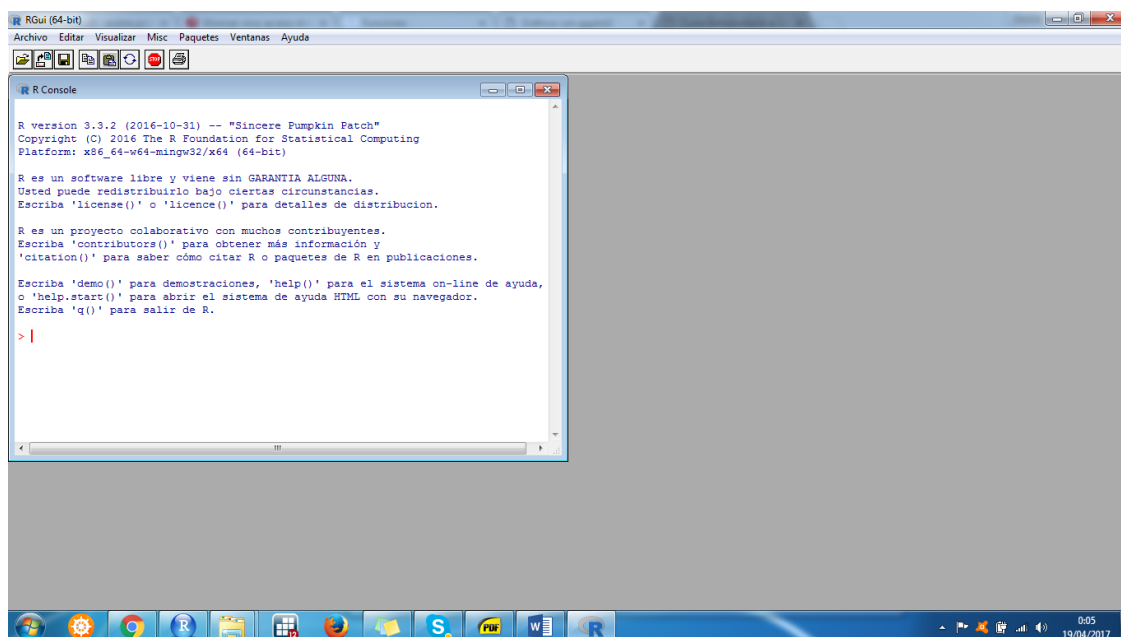 RGui (64-bit)
Archivo Editar Visualizar Misc Paquetes Ventanas Ayuda
STOP
R Console
R version 3.3.2 (2016-10-31) -- "Sincere Pumpkin Patch"
Copyright (C) 2016 The R Foundation for Statistical Computing
Platform: x86_64-w64-mingw32/x64 (64-bit)
R es un software libre y viene sin GARANTIA ALGUNA.
Usted puede redistribuirlo bajo ciertas circunstancias.
Escriba 'license()' o 'licence()' para detalles de distribucion.
R es un proyecto colaborativo con muchos contribuyentes.
Escriba 'contributors()' para obtener más información y
'citation()' para saber cómo citar R o paquetes de R en publicaciones.
Escriba 'demo()' para demostraciones, 'help()' para el sistema on-line de ayuda,
o 'help.start()' para abrir el sistema de ayuda HTML con su navegador.
Escriba 'q()' para salir de R.
>
R 12 S PDF W R
0:05
19/04/2017